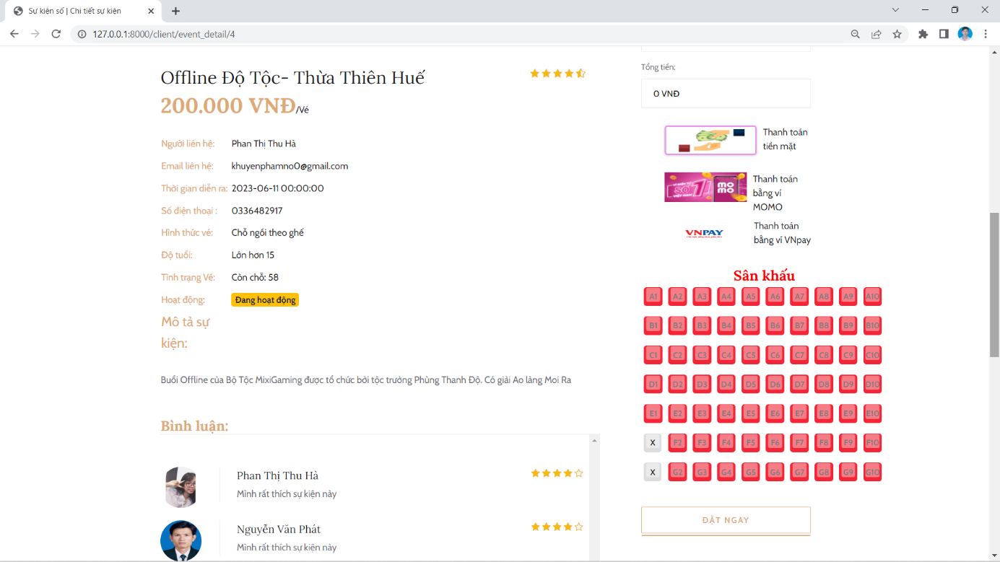 Sự kiện số | Chi tiết sự kiện
127.0.0.1:8000/client/event_detail/4
Offline Độ Tộc- Thừa Thiên Huế
200.000 VNĐ/Vé
Người liên hệ: Phan Thị Thu Hà
Email liên hệ: khuyenphamno0@gmail.com
Thời gian diễn ra: 2023-06-11 00:00:00
Số điện thoại : 0336482917
Hình thức vé: Chỗ ngồi theo ghế
Độ tuổi: Lớn hơn 15
Tình trạng Vé: Còn chỗ: 58
Hoạt động: Đang hoạt động
Mô tả sự
kiện:
Buổi Offline của Bộ Tộc MixiGaming được tổ chức bởi tộc trưởng Phùng Thanh Độ. Có giải Ao làng Moi Ra
Bình luận:
Phan Thị Thu Hà
Mình rất thích sự kiện này
Nguyễn Văn Phát
Mình rất thích sự kiện này
Tổng tiền:
0 VNĐ
Thanh toán
tiền mặt
SỐ 1
mo
mo
Thanh toán
bằng ví
MOMO
VNPAY
Thanh toán
bằng ví VNpay
Sân khấu
A1 A2 A3 A4 A5 A6 A7 A8 A9 A10
B1 B2 B3 B4 B5 B6 B7 B8 B9 B10
C1 C2 C3 C4 C5 C6 C7 C8 C9 C10
D1 D2 D3 D4 D5 D6 D7 D8 D9 D10
E1 E2 E3 E4 E5 E6 E7 E8 E9 E10
X F2 F3 F4 F5 F6 F7 F8 F9 F10
X G2 G3 G4 G5 G6 G7 G8 G9 G10
ĐẶT NGAY